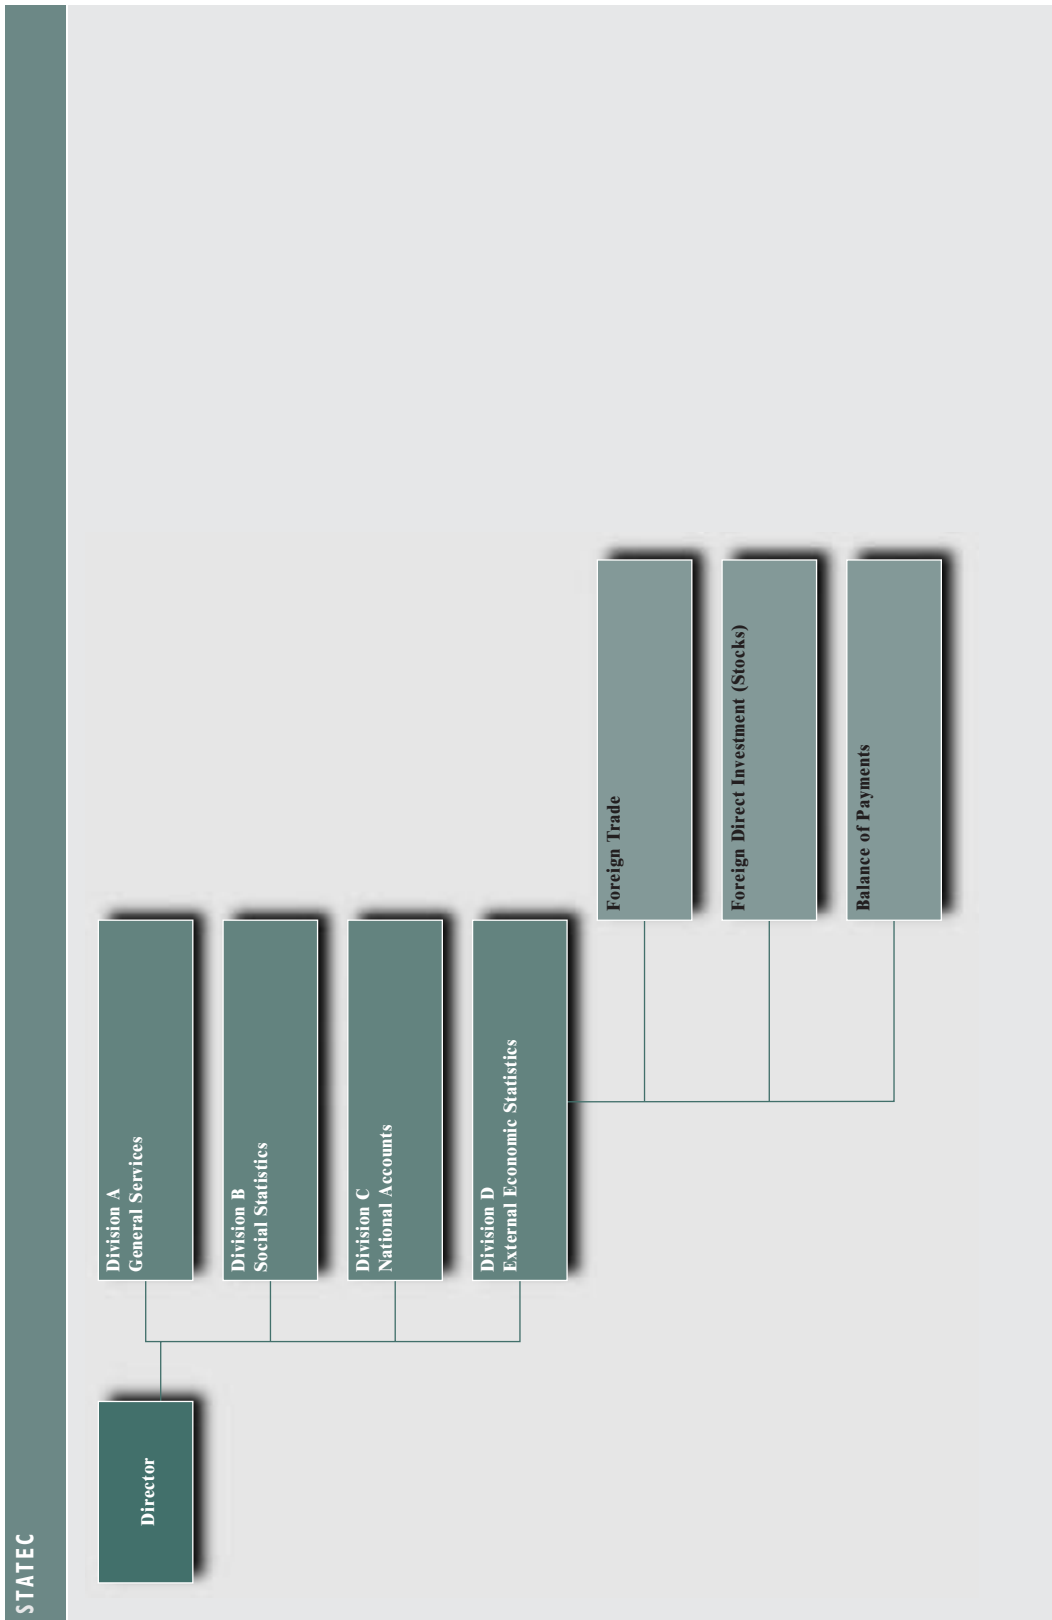 STATEC
Director
Division A
General Services
Division B
Social Statistics
Division C
National Accounts
Division D
External Economic Statistics
Foreign Trade
Foreign Direct Investment (Stocks)
Balance of Payments